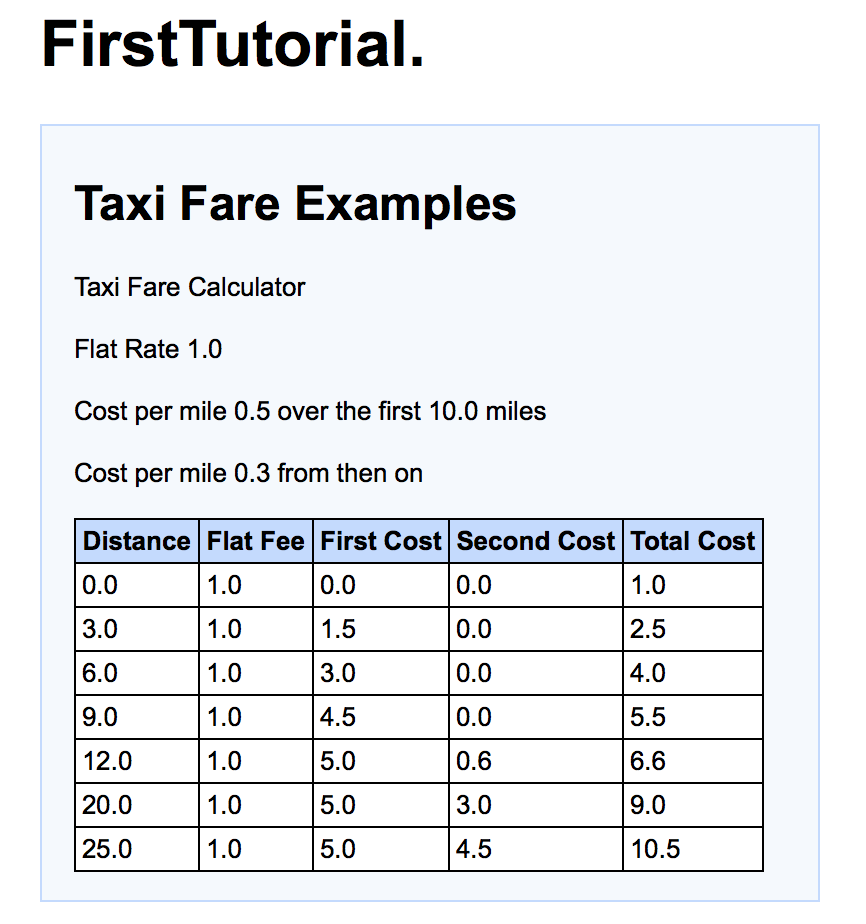 FirstTutorial.
Taxi Fare Examples
Taxi Fare Calculator
Flat Rate 1.0
Cost per mile 0.5 over the first 10.0 miles
Cost per mile 0.3 from then on
Distance Flat Fee First Cost Second Cost Total Cost
0.0 1.0 0.0 0.0 1.0
3.0 1.0 1.5 0.0 2.5
6.0 1.0 3.0 0.0 4.0
9.0 1.0 4.5 0.0 5.5
12.0 1.0 5.0 0.6 6.6
20.0 1.0 5.0 3.0 9.0
25.0 1.0 5.0 4.5 10.5